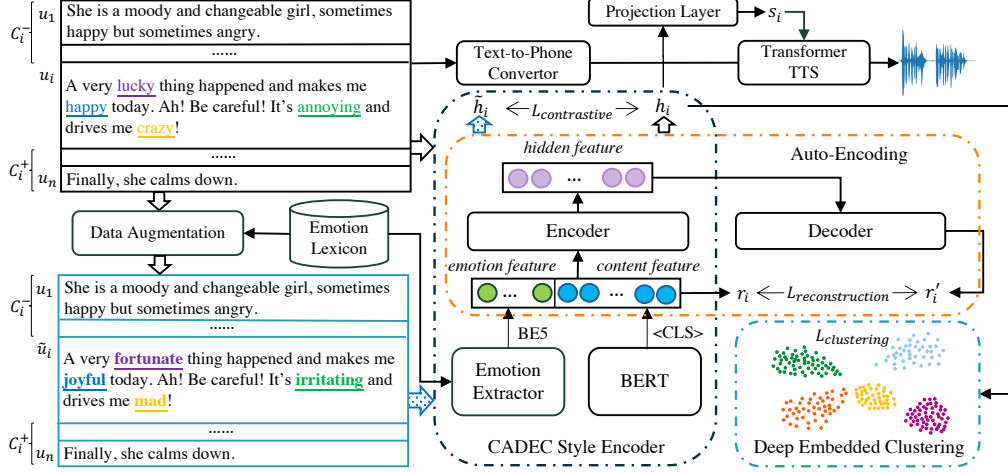 C_i^-
u_1
She is a moody and changeable girl, sometimes
happy but sometimes angry.
......
u_i
A very lucky thing happened and makes me
happy today. Ah! Be careful! It's annoying and
drives me crazy!
......
C_i^+
u_n
Finally, she calms down.
Data Augmentation
Emotion
Lexicon
C_i^-
u_1
She is a moody and changeable girl, sometimes
happy but sometimes angry.
......
ũ_i
A very fortunate thing happened and makes me
joyful today. Ah! Be careful! It's irritating and
drives me mad!
......
C_i^+
u_n
Finally, she calms down.
Projection Layer
s_i
Text-to-Phone
Convertor
Transformer
TTS
h̃_i
L_contrastive
h_i
hidden feature
...
Auto-Encoding
Encoder
Decoder
emotion feature
content feature
...
...
r_i
L_reconstruction
r_i'
BE5
<CLS>
Emotion
Extractor
BERT
CADEC Style Encoder
L_clustering
Deep Embedded Clustering